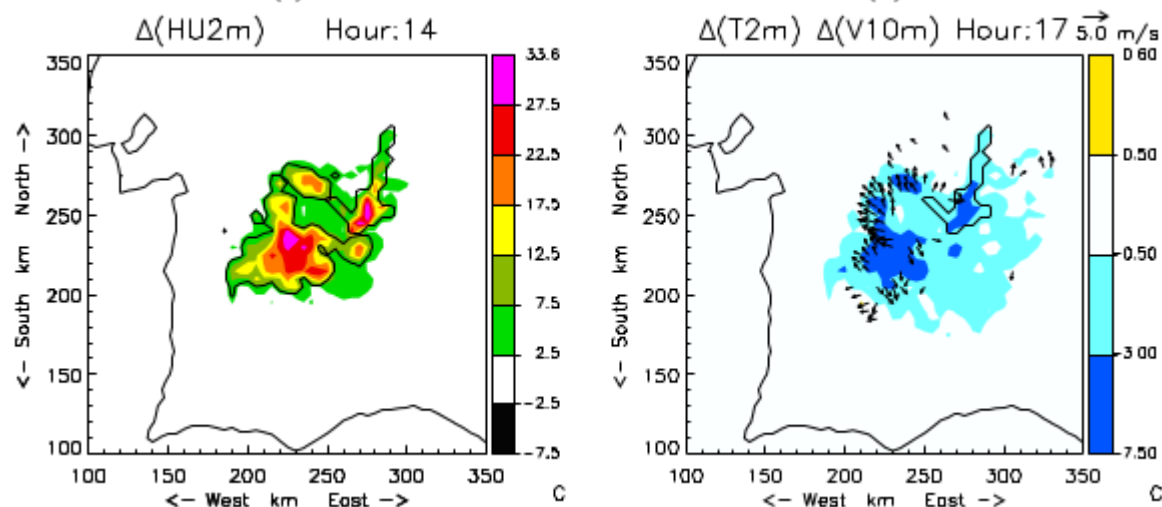 Δ(HU2m) Hour:14
33.6
27.5
22.5
17.5
12.5
7.5
2.5
-2.5
-7.5
350
300
250
200
150
100
<- South km North ->
100 150 200 250 300 350
<- West km East ->
C
Δ(T2m) Δ(V10m) Hour:17 5.0 m/s
0.60
0.50
-0.50
-3.00
-7.50
350
300
250
200
150
100
<- South km North ->
100 150 200 250 300 350
<- West km East ->
C